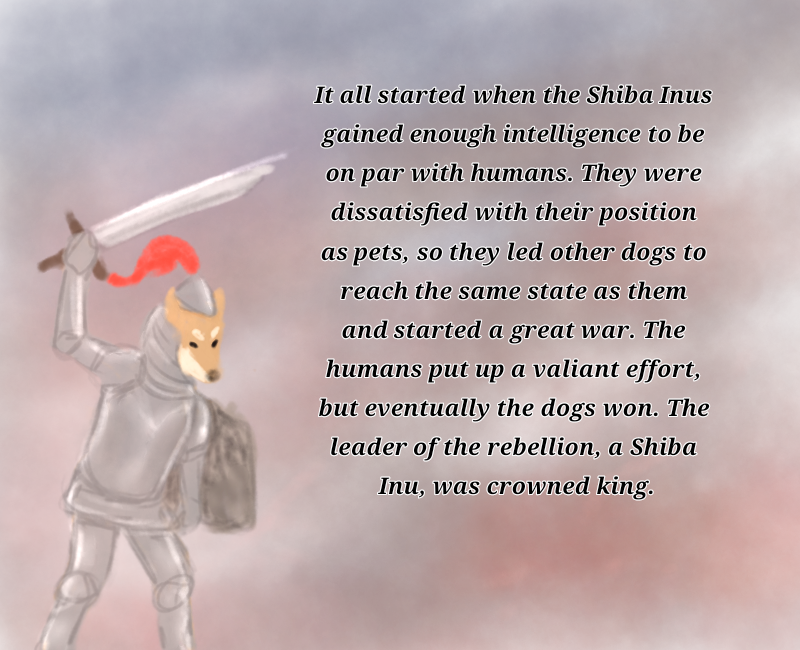 It all started when the Shiba Inus
gained enough intelligence to be
on par with humans. They were
dissatisfied with their position
as pets, so they led other dogs to
reach the same state as them
and started a great war. The
humans put up a valiant effort,
but eventually the dogs won. The
leader of the rebellion, a Shiba
Inu, was crowned king.